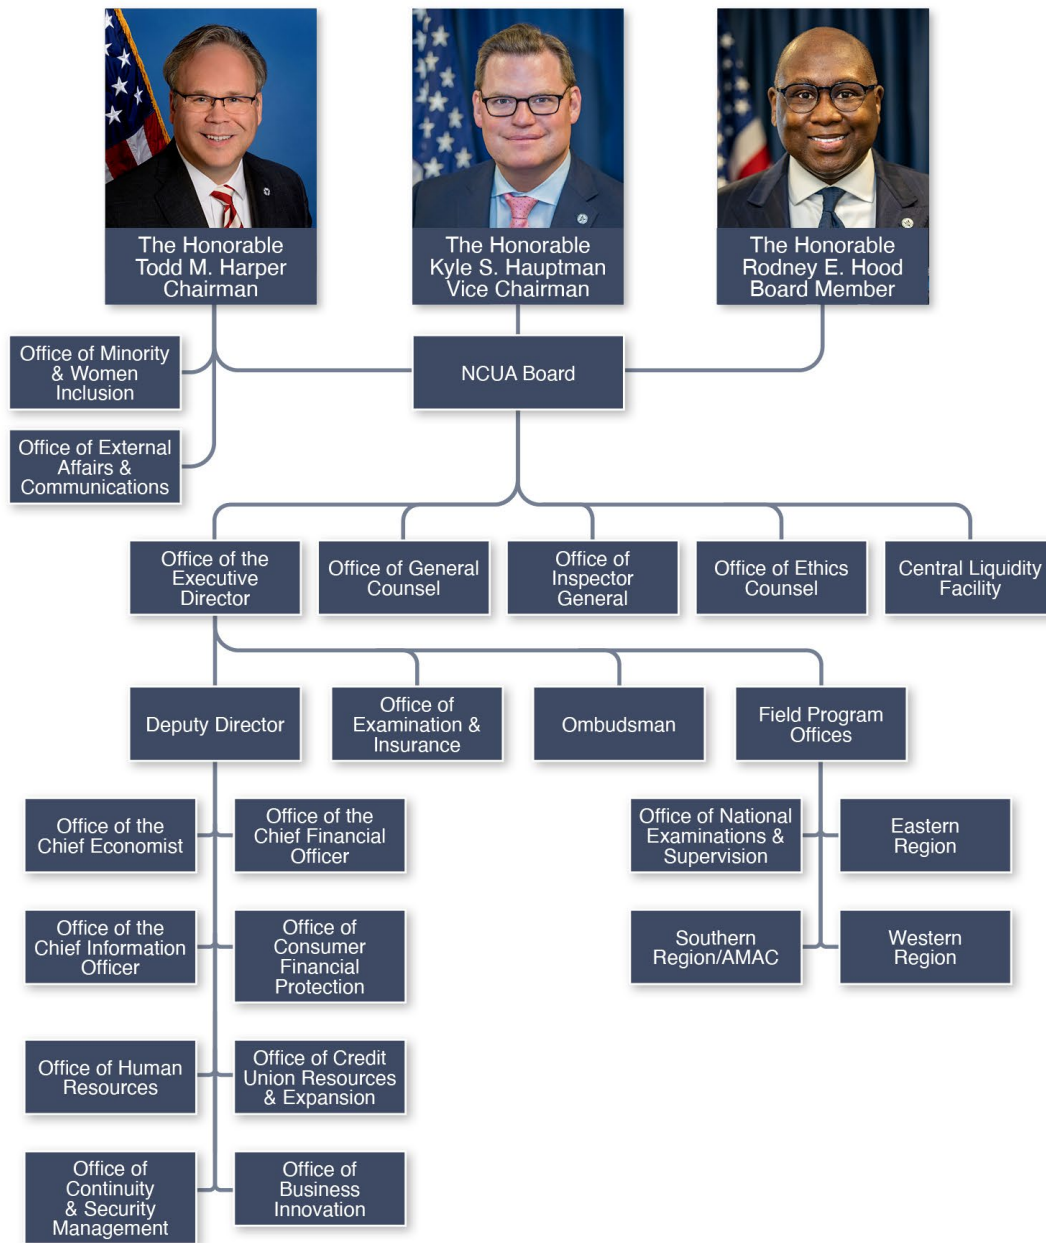 The Honorable
Todd M. Harper
Chairman
The Honorable
Kyle S. Hauptman
Vice Chairman
The Honorable
Rodney E. Hood
Board Member
Office of Minority
& Women
Inclusion
NCUA Board
Office of External
Affairs &
Communications
Office of the
Executive
Director
Office of General
Counsel
Office of
Inspector
General
Office of Ethics
Counsel
Central Liquidity
Facility
Deputy Director
Office of
Examination &
Insurance
Ombudsman
Field Program
Offices
Office of the
Chief Economist
Office of the
Chief Financial
Officer
Office of National
Examinations &
Supervision
Eastern
Region
Office of the
Chief Information
Officer
Office of
Consumer
Financial
Protection
Southern
Region/AMAC
Western
Region
Office of Human
Resources
Office of Credit
Union Resources
& Expansion
Office of
Continuity
& Security
Management
Office of
Business
Innovation